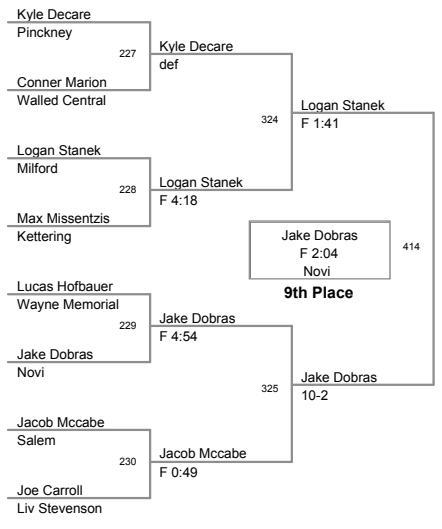 Kyle Decare
Pinckney
227
Kyle Decare
def
Conner Marion
Walled Central
324
Logan Stanek
F 1:41
Logan Stanek
Milford
228
Logan Stanek
F 4:18
Max Missentzis
Kettering
Jake Dobras
F 2:04
Novi
414
9th Place
Lucas Hofbauer
Wayne Memorial
229
Jake Dobras
F 4:54
Jake Dobras
Novi
325
Jake Dobras
10-2
Jacob Mccabe
Salem
230
Jacob Mccabe
F 0:49
Joe Carroll
Liv Stevenson